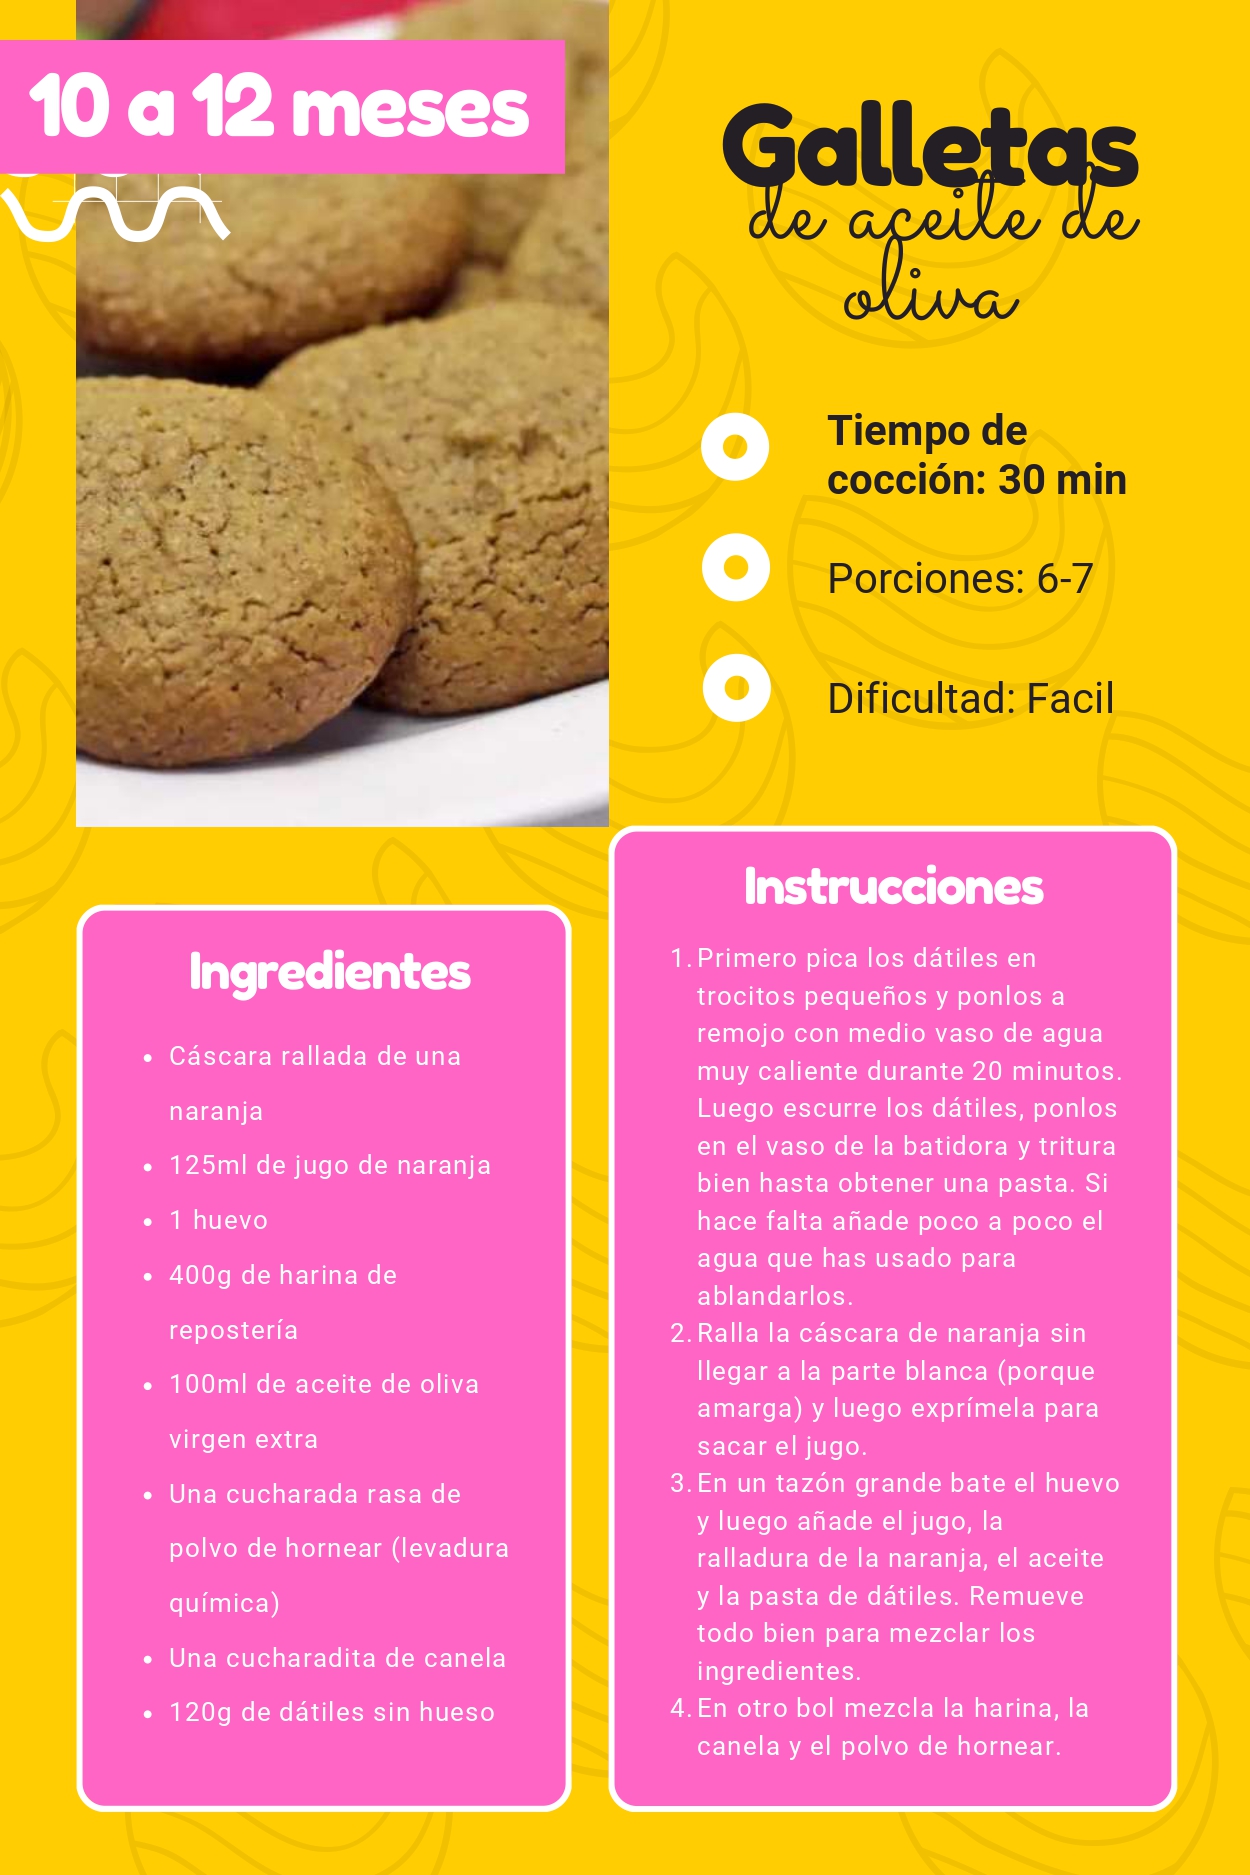 10 a 12 meses
Galletas
de aceite de
oliva
Tiempo de
cocción: 30 min
Porciones: 6-7
Dificultad: Facil
Ingredientes
• Cáscara rallada de una
naranja
• 125ml de jugo de naranja
• 1 huevo
• 400g de harina de
repostería
• 100ml de aceite de oliva
virgen extra
• Una cucharada rasa de
polvo de hornear (levadura
química)
• Una cucharadita de canela
• 120g de dátiles sin hueso
Instrucciones
1. Primero pica los dátiles en
trocitos pequeños y ponlos a
remojo con medio vaso de agua
muy caliente durante 20 minutos.
Luego escurre los dátiles, ponlos
en el vaso de la batidora y tritura
bien hasta obtener una pasta. Si
hace falta añade poco a poco el
agua que has usado para
ablandarlos.
2. Ralla la cáscara de naranja sin
llegar a la parte blanca (porque
amarga) y luego exprímela para
sacar el jugo.
3. En un tazón grande bate el huevo
y luego añade el jugo, la
ralladura de la naranja, el aceite
y la pasta de dátiles. Remueve
todo bien para mezclar los
ingredientes.
4. En otro bol mezcla la harina, la
canela y el polvo de hornear.